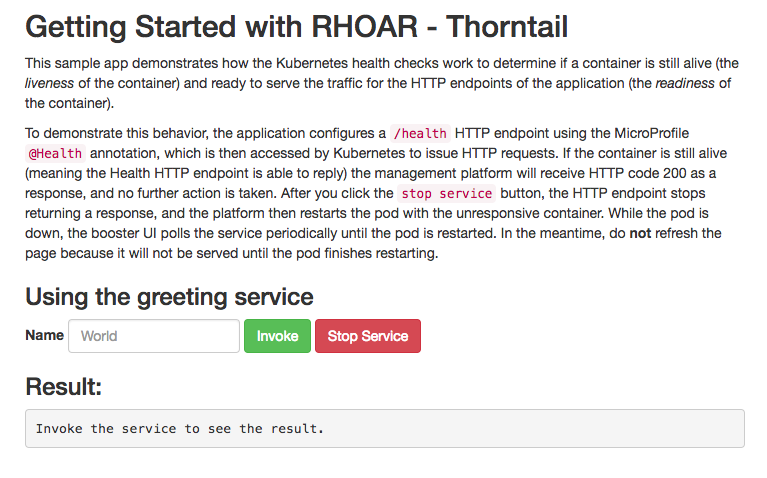 Getting Started with RHOAR - Thorntail
This sample app demonstrates how the Kubernetes health checks work to determine if a container is still alive (the
liveness of the container) and ready to serve the traffic for the HTTP endpoints of the application (the readiness of
the container).
To demonstrate this behavior, the application configures a /health HTTP endpoint using the MicroProfile
@Health annotation, which is then accessed by Kubernetes to issue HTTP requests. If the container is still alive
(meaning the Health HTTP endpoint is able to reply) the management platform will receive HTTP code 200 as a
response, and no further action is taken. After you click the stop service button, the HTTP endpoint stops
returning a response, and the platform then restarts the pod with the unresponsive container. While the pod is
down, the booster UI polls the service periodically until the pod is restarted. In the meantime, do not refresh the
page because it will not be served until the pod finishes restarting.
Using the greeting service
Name World Invoke Stop Service
Result:
Invoke the service to see the result.